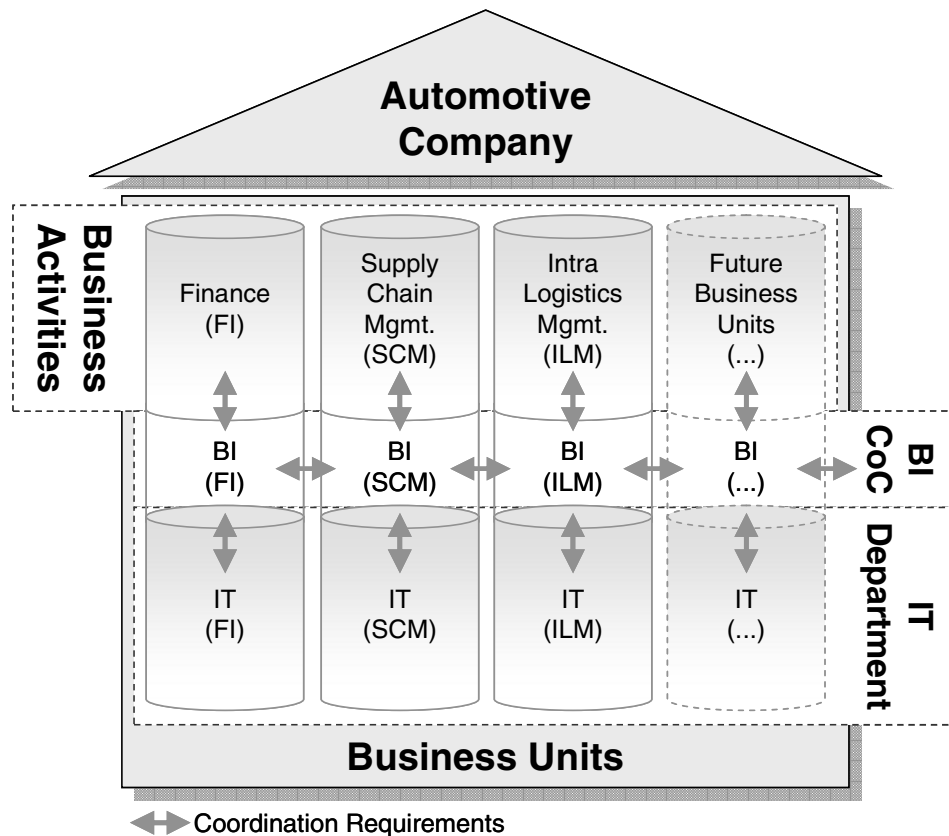 Automotive
Company
Business
Activities
Finance
(FI)
Supply
Chain
Mgmt.
(SCM)
Intra
Logistics
Mgmt.
(ILM)
Future
Business
Units
(...)
BI
(FI)
BI
(SCM)
BI
(ILM)
BI
(...)
BI
CoC
IT
(FI)
IT
(SCM)
IT
(ILM)
IT
(...)
IT
Department
Business Units
Coordination Requirements